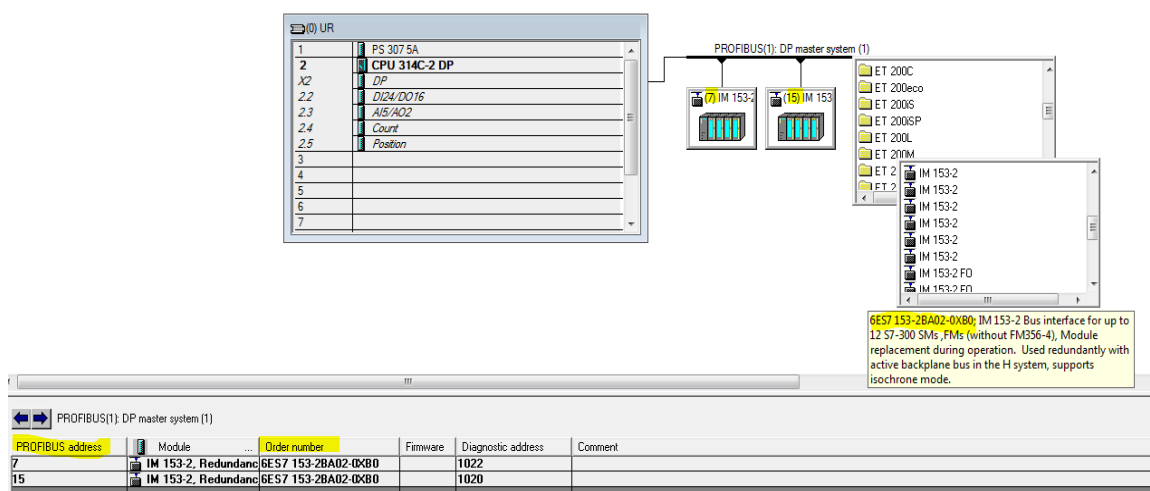 (0) UR
1 PS 307 5A
2 CPU 314C-2 DP
X2 DP
2.2 DI24/DO16
2.3 AI5/AO2
2.4 Count
2.5 Position
3
4
5
6
7
PROFIBUS(1): DP master system (1)
(7) IM 153-2
(15) IM 153
ET 200C
ET 200eco
ET 200iS
ET 200iSP
ET 200L
ET 200M
ET 2
ET 2
IM 153-2
IM 153-2
IM 153-2
IM 153-2
IM 153-2
IM 153-2
IM 153-2 FO
IM 153-2 FO
6ES7 153-2BA02-0XB0; IM 153-2 Bus interface for up to
12 S7-300 SMs ,FMs (without FM356-4), Module
replacement during operation. Used redundantly with
active backplane bus in the H system, supports
isochrone mode.
PROFIBUS(1): DP master system (1)
PROFIBUS address Module ... Order number Firmware Diagnostic address Comment
7 IM 153-2, Redundanc 6ES7 153-2BA02-0XB0 1022
15 IM 153-2, Redundanc 6ES7 153-2BA02-0XB0 1020